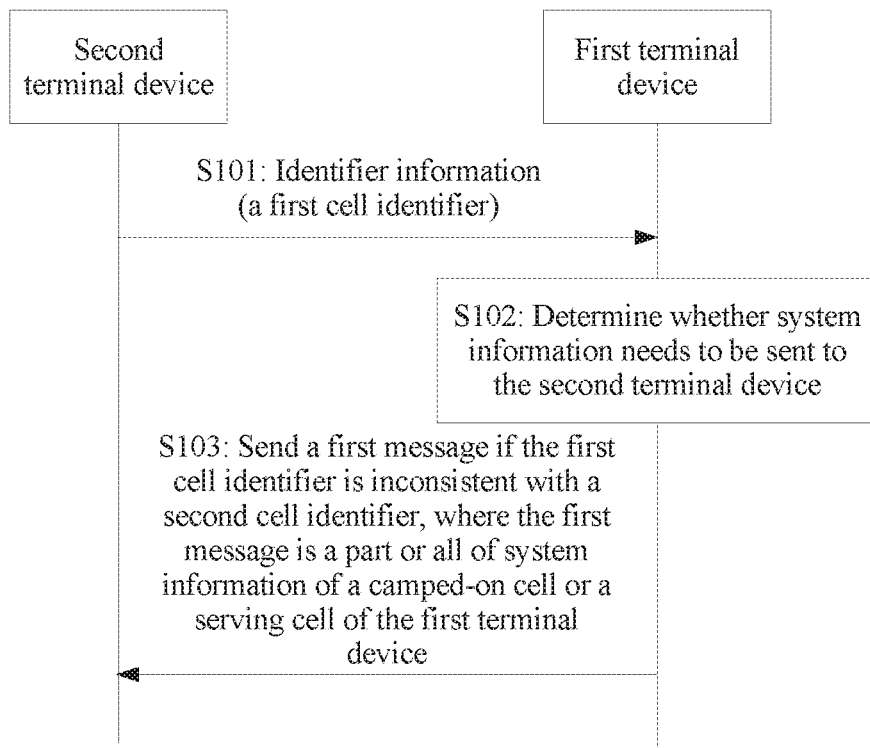 Second
terminal device
First terminal
device
S101: Identifier information
(a first cell identifier)
S102: Determine whether system
information needs to be sent to
the second terminal device
S103: Send a first message if the first
cell identifier is inconsistent with a
second cell identifier, where the first
message is a part or all of system
information of a camped-on cell or a
serving cell of the first terminal
device